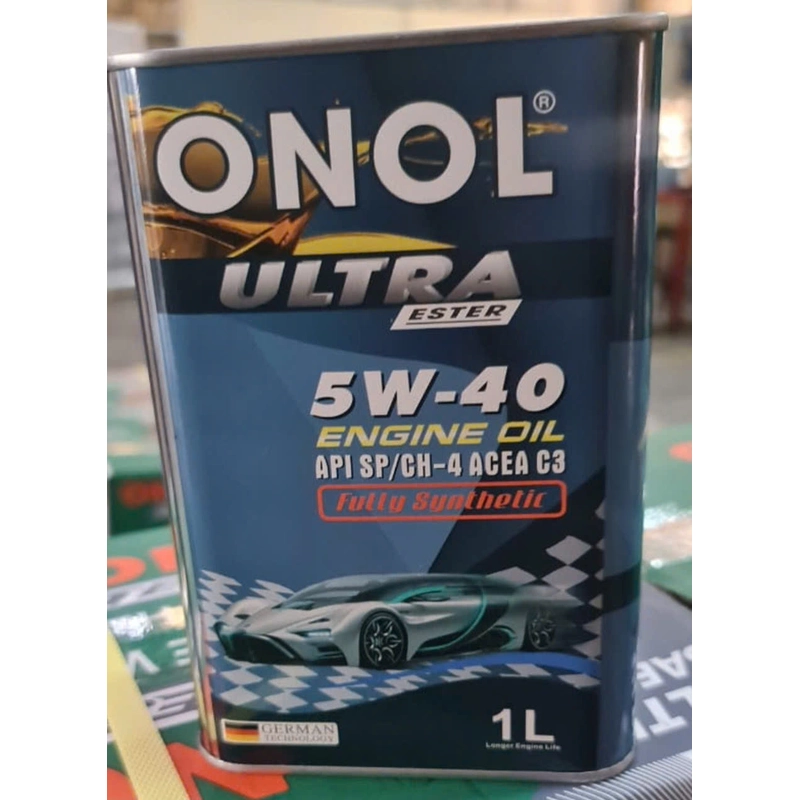 ONOL®
ULTRA
ESTER
5W-40
ENGINE OIL
API SP/CH-4 ACEA C3
Fully Synthetic
GERMAN
TECHNOLOGY
1L
Longer Engine Life